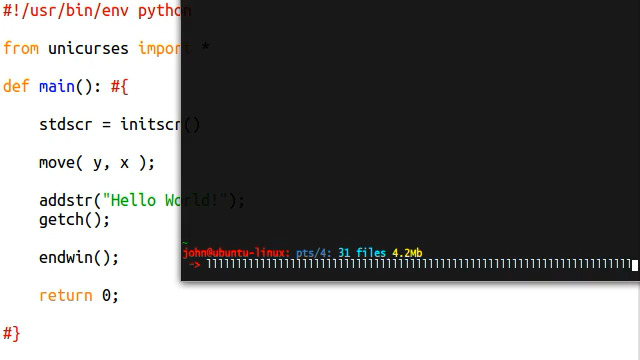 #!/usr/bin/env python
from unicurses import *
def main(): #{
stdscr = initscr()
move( y, x );
addstr("Hello World!");
getch();
endwin();
return 0;
#}
~
john@ubuntu-linux: pts/4: 31 files 4.2Mb
->